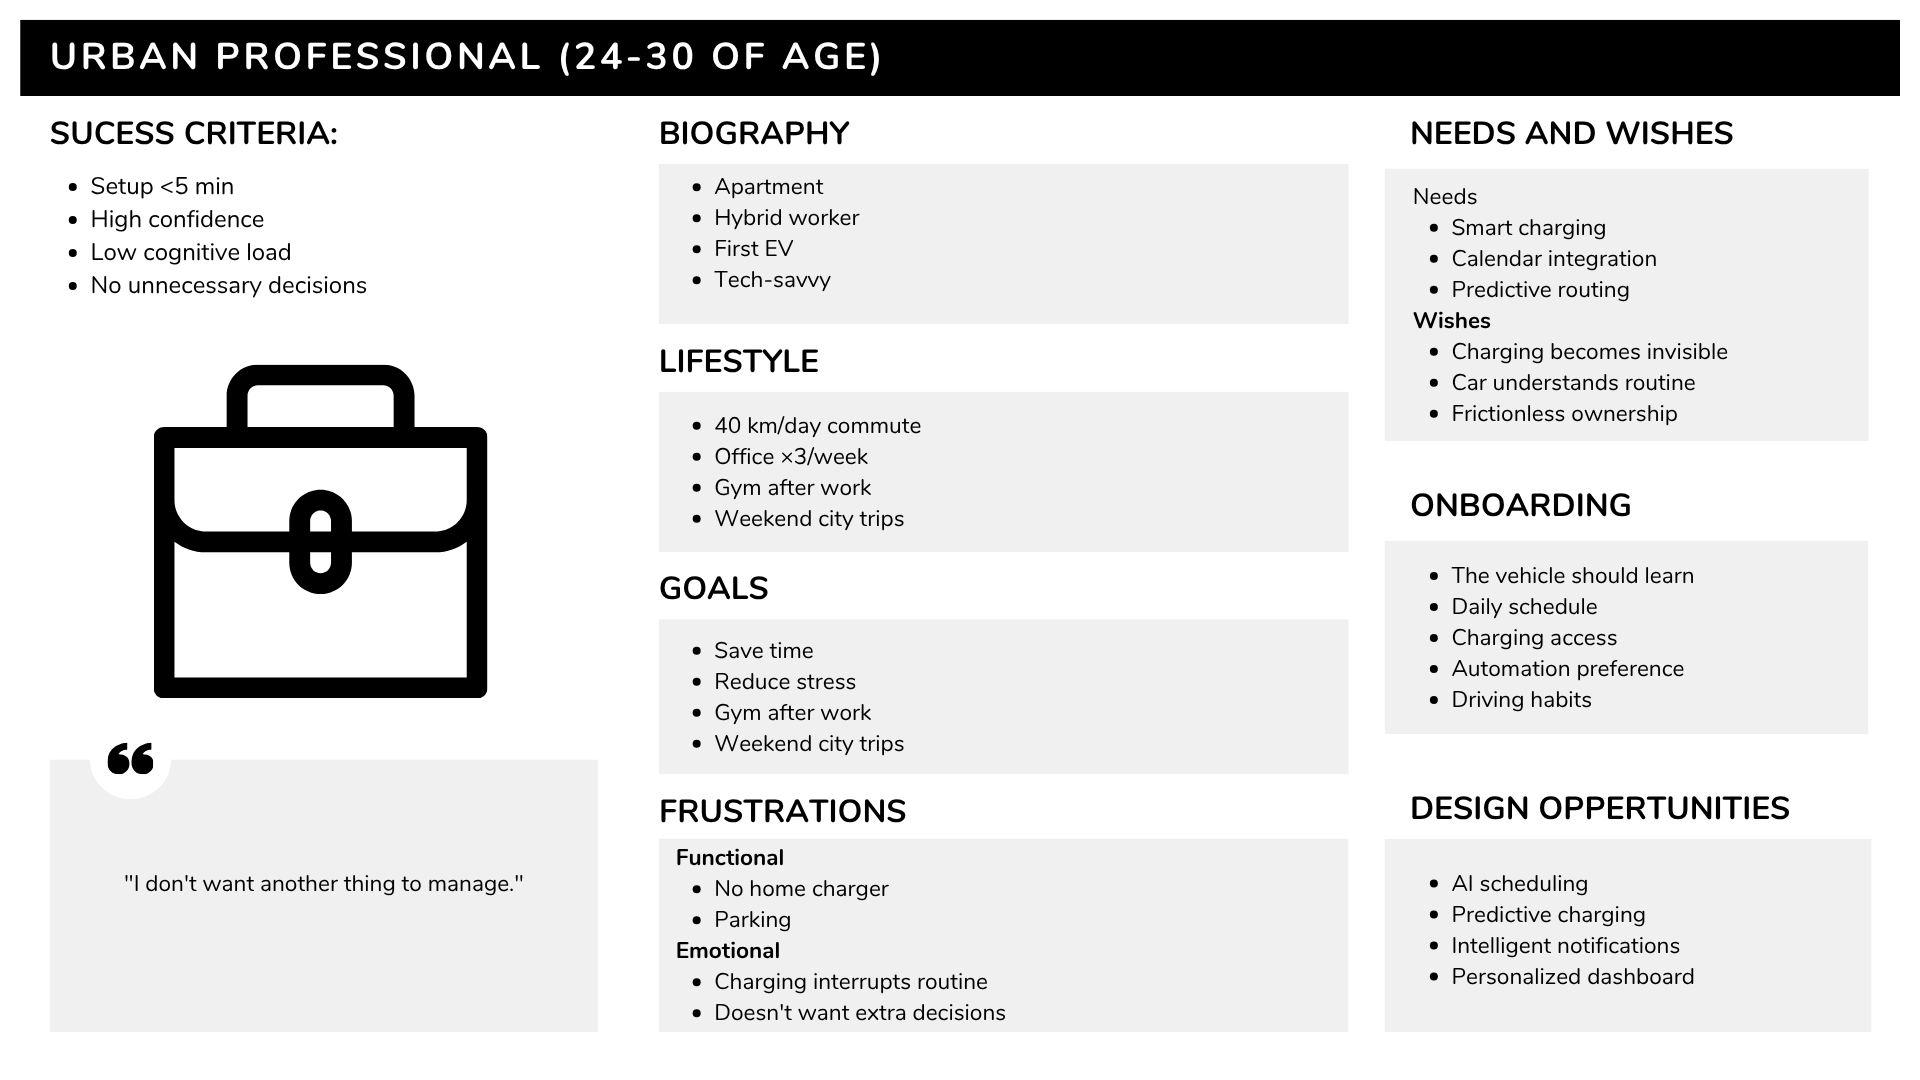 URBAN PROFESSIONAL (24-30 OF AGE)
SUCESS CRITERIA:
• Setup <5 min
• High confidence
• Low cognitive load
• No unnecessary decisions
"I don't want another thing to manage."
BIOGRAPHY
• Apartment
• Hybrid worker
• First EV
• Tech-savvy
LIFESTYLE
• 40 km/day commute
• Office ×3/week
• Gym after work
• Weekend city trips
GOALS
• Save time
• Reduce stress
• Gym after work
• Weekend city trips
FRUSTRATIONS
Functional
• No home charger
• Parking
Emotional
• Charging interrupts routine
• Doesn't want extra decisions
NEEDS AND WISHES
Needs
• Smart charging
• Calendar integration
• Predictive routing
Wishes
• Charging becomes invisible
• Car understands routine
• Frictionless ownership
ONBOARDING
• The vehicle should learn
• Daily schedule
• Charging access
• Automation preference
• Driving habits
DESIGN OPPERTUNITIES
• AI scheduling
• Predictive charging
• Intelligent notifications
• Personalized dashboard